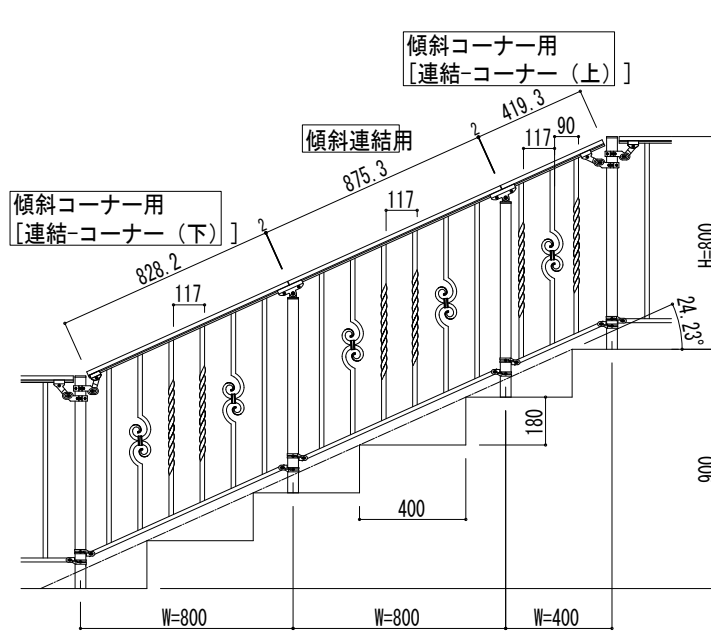 傾斜コーナー用
[連結-コーナー（上）]
419.3
2
117
90
傾斜連結用
875.3
117
傾斜コーナー用
[連結-コーナー（下）]
2
828.2
117
H=800
24.23°
180
900
400
W=800
W=800
W=400